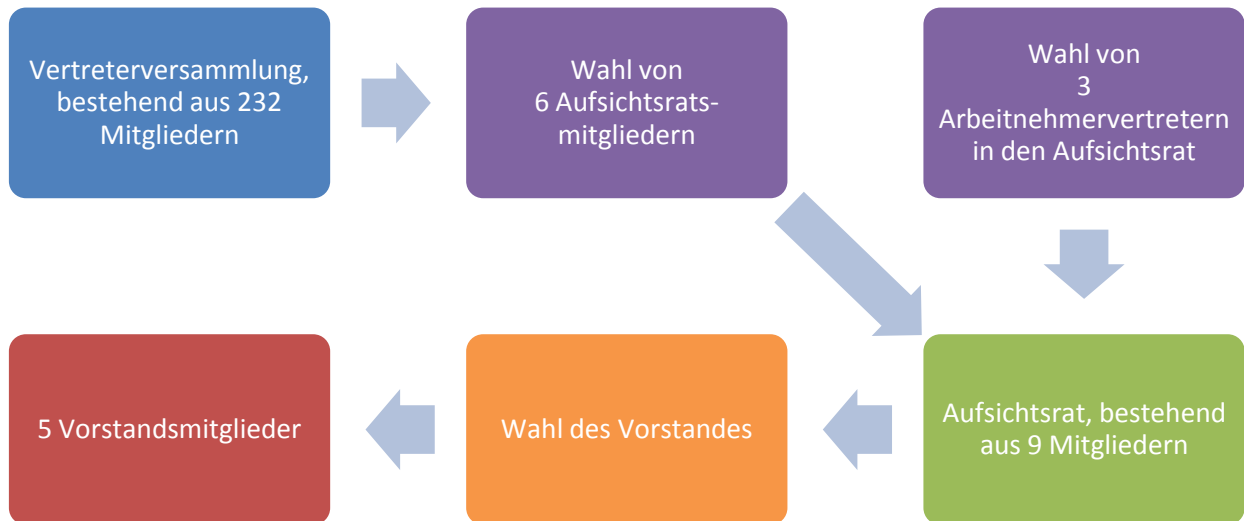 Vertreterversammlung,
bestehend aus 232
Mitgliedern
Wahl von
6 Aufsichtsrats-
mitgliedern
Wahl von
3
Arbeitnehmervertretern
in den Aufsichtsrat
5 Vorstandsmitglieder
Wahl des Vorstandes
Aufsichtsrat, bestehend
aus 9 Mitgliedern